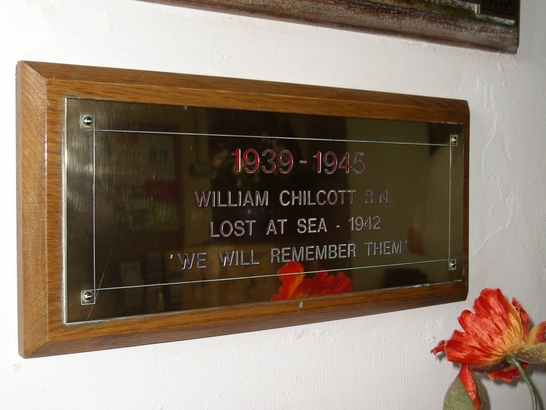 1939-1945
WILLIAM CHILCOTT R.N.
LOST AT SEA - 1942
'WE WILL REMEMBER THEM'